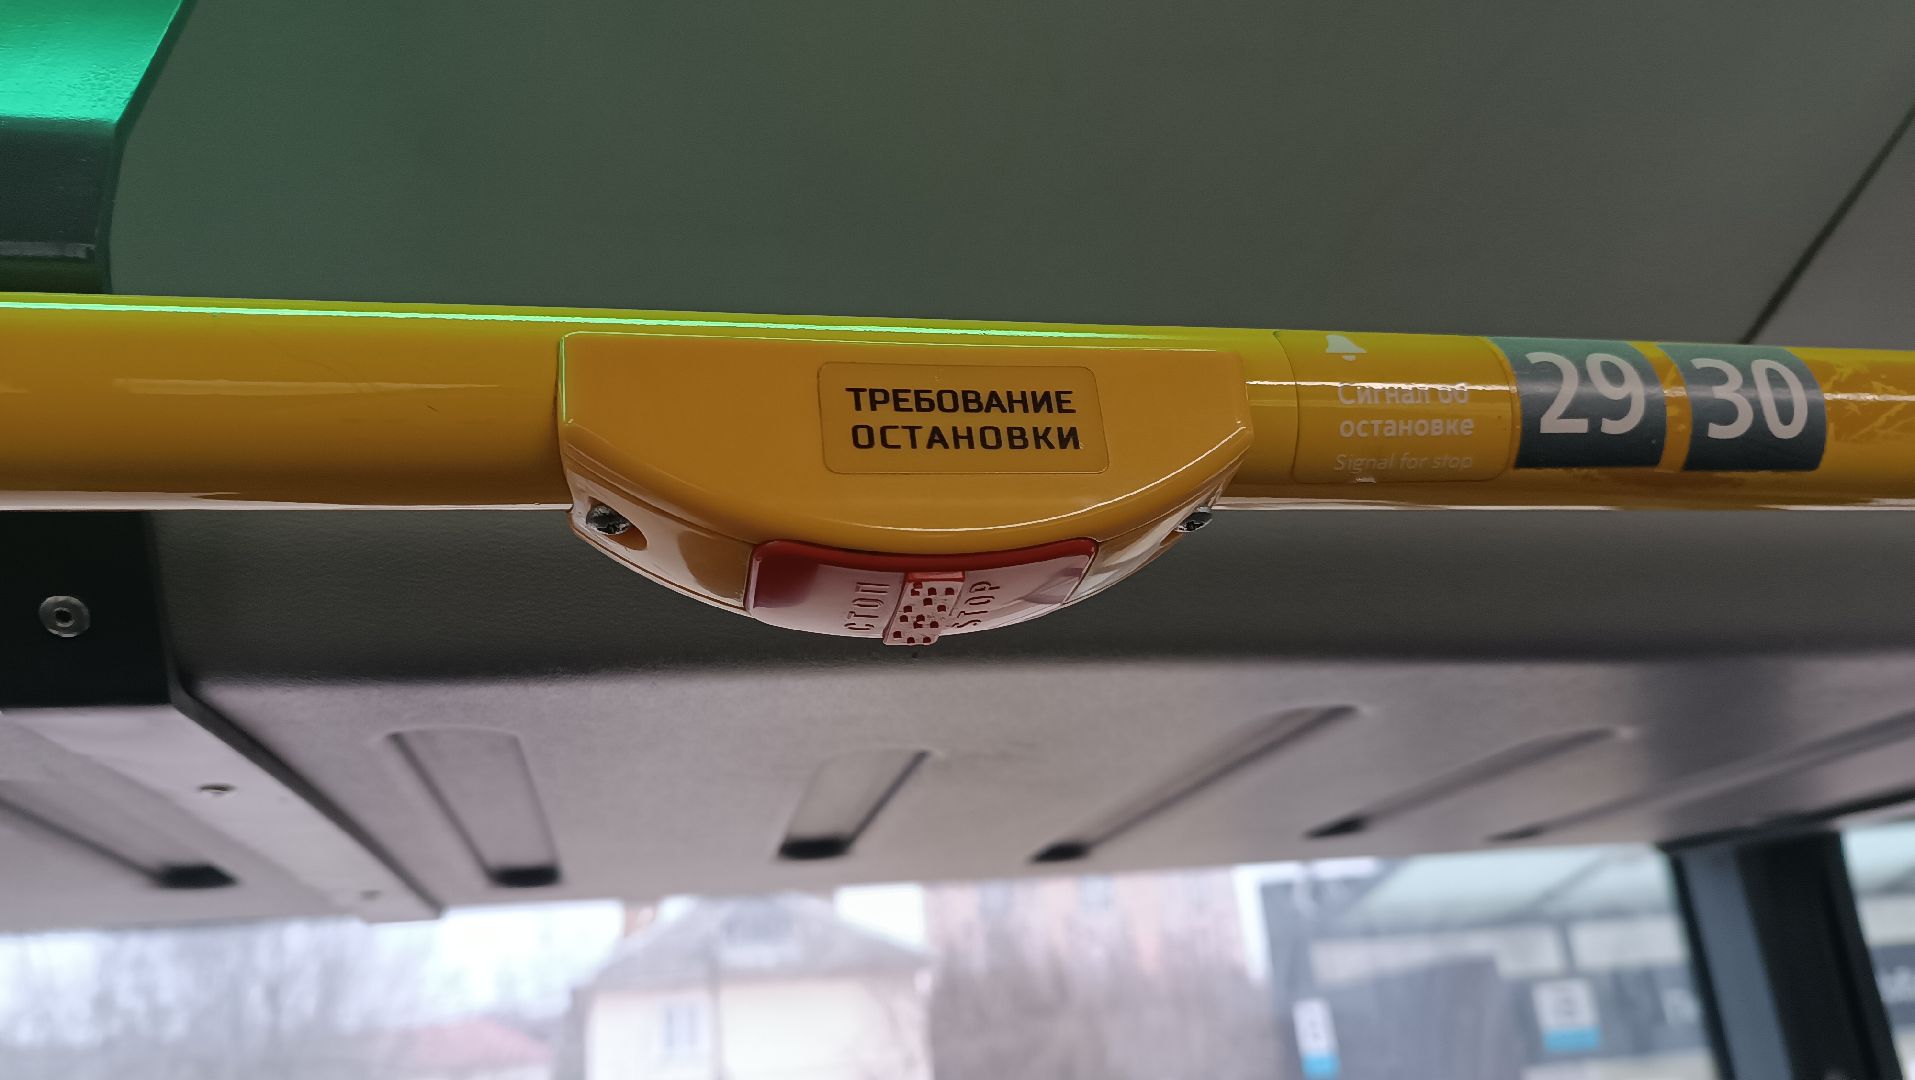 ТРЕБОВАНИЕ
ОСТАНОВКИ
СТОП
STOP
Сигнал об
остановке
Signal for stop
29
30